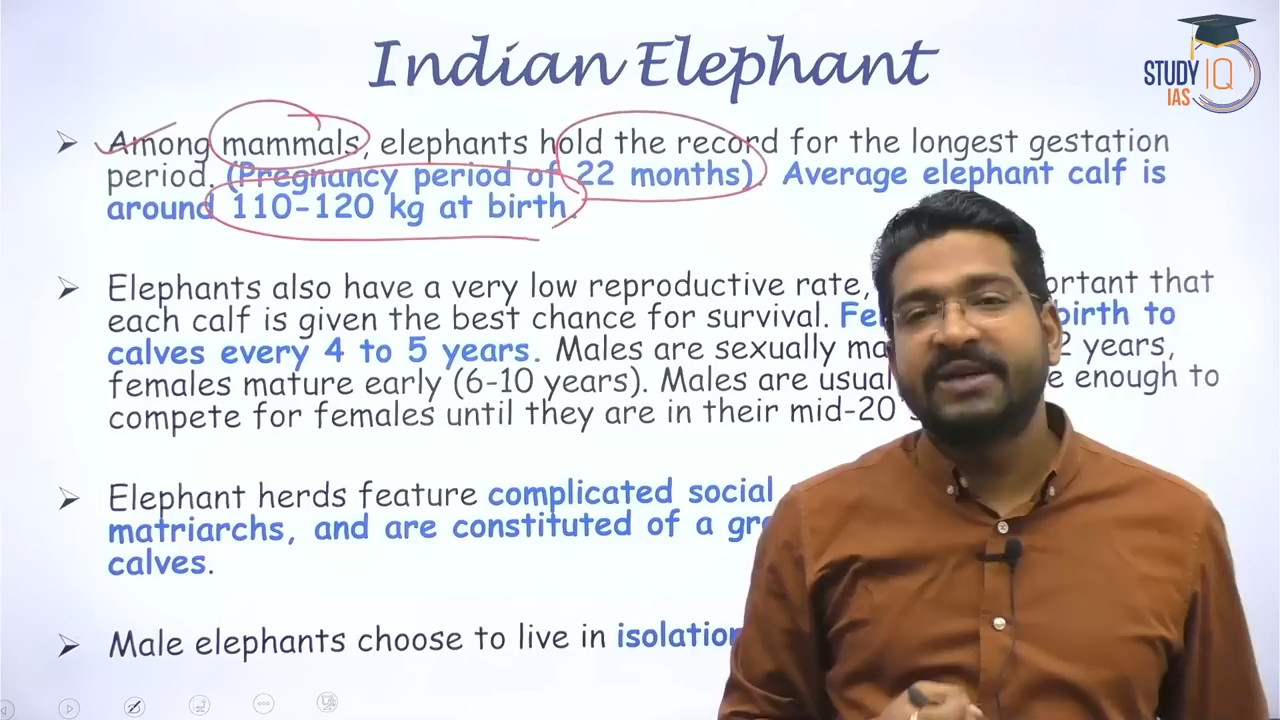 Indian Elephant
STUDY IQ
IAS
➢ Among mammals, elephants hold the record for the longest gestation
period. (Pregnancy period of 22 months). Average elephant calf is
around 110-120 kg at birth.
➢ Elephants also have a very low reproductive rate, ortant that
each calf is given the best chance for survival. birth to
calves every 4 to 5 years. Males are sexually 2 years,
females mature early (6-10 years). Males are enough to
compete for females until they are in their mid-20
➢ Elephant herds feature complicated social
matriarchs, and are constituted of a
calves.
➢ Male elephants choose to live in isolation